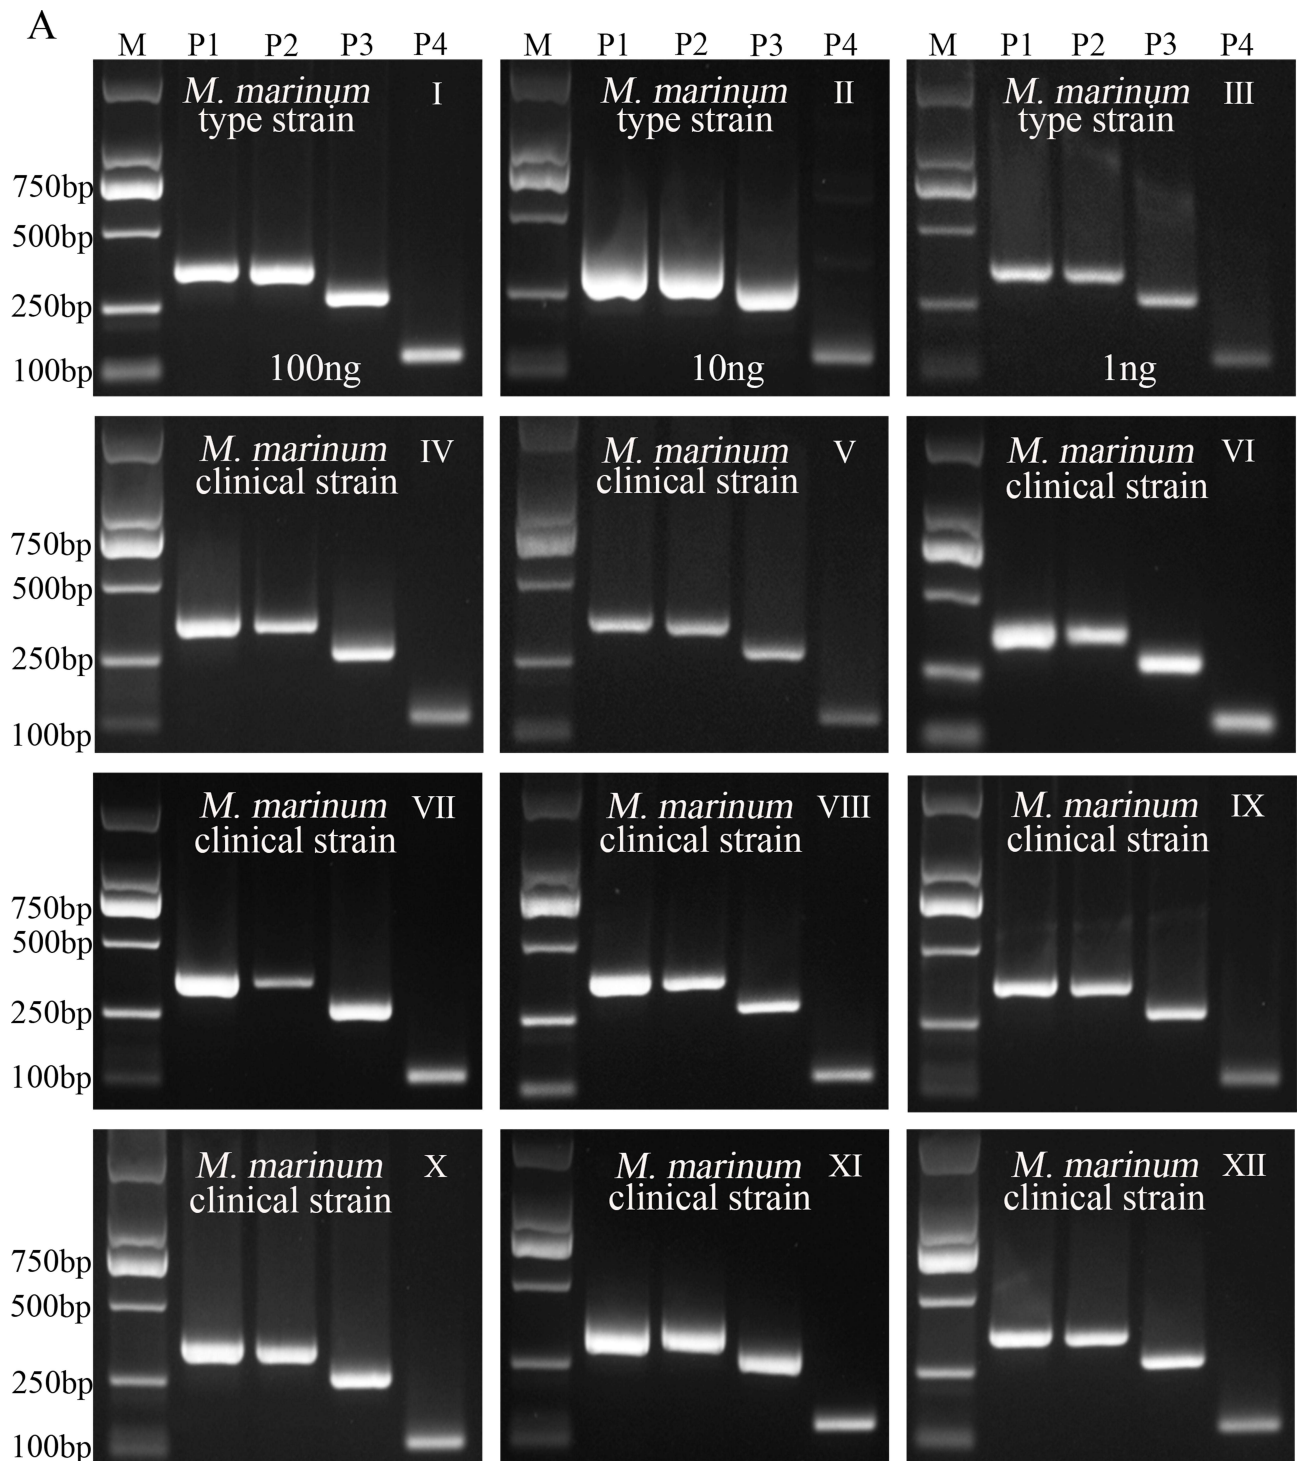 A
M P1 P2 P3 P4 M P1 P2 P3 P4 M P1 P2 P3 P4
M. marinum I
type strain
750bp
500bp
250bp
100bp
100ng
M. marinum II
type strain
10ng
M. marinum III
type strain
1ng
M. marinum IV
clinical strain
750bp
500bp
250bp
100bp
M. marinum V
clinical strain
M. marinum VI
clinical strain
M. marinum VII
clinical strain
750bp
500bp
250bp
100bp
M. marinum VIII
clinical strain
M. marinum IX
clinical strain
M. marinum X
clinical strain
750bp
500bp
250bp
100bp
M. marinum XI
clinical strain
M. marinum XII
clinical strain